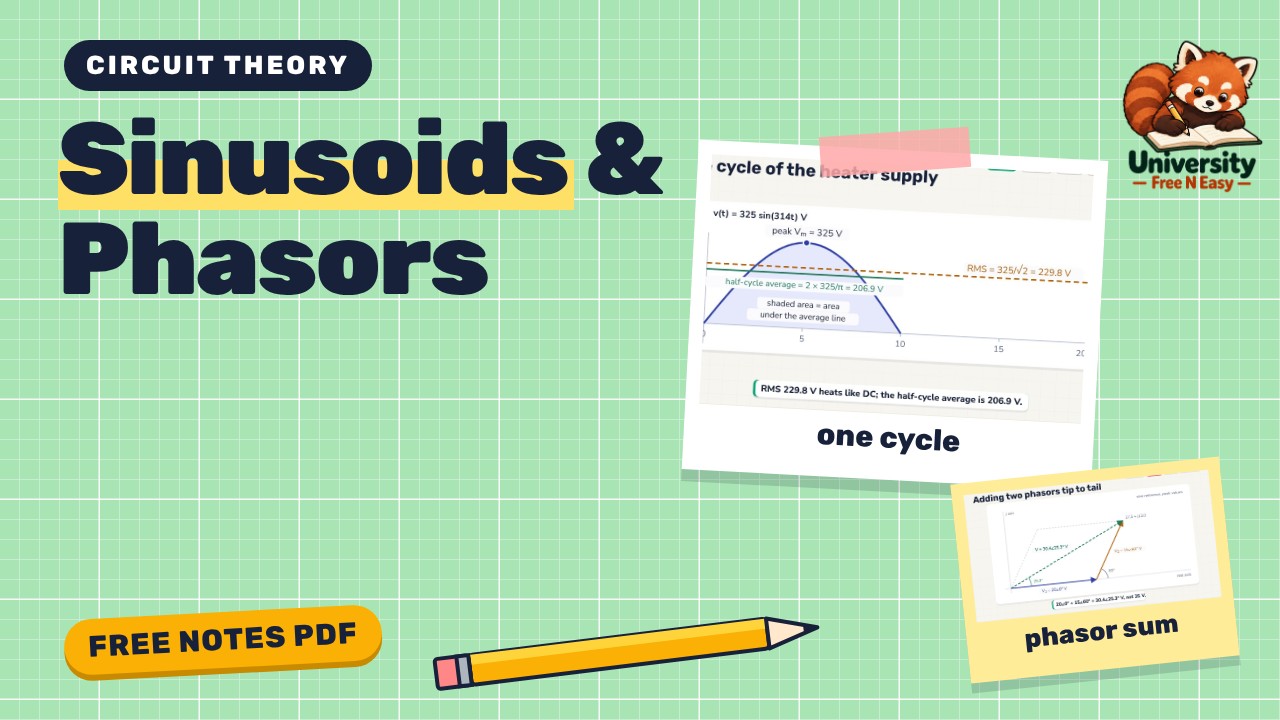 CIRCUIT THEORY
Sinusoids &
Phasors
University
Free N Easy
cycle of the heater supply
v(t) = 325 sin(314t) V
peak Vₘ = 325 V
RMS = 325/√2 = 229.8 V
half-cycle average = 2 × 325/π = 206.9 V
shaded area = area
under the average line
5
10
15
RMS 229.8 V heats like DC; the half-cycle average is 206.9 V.
one cycle
Adding two phasors tip to tail
phasor sum
FREE NOTES PDF